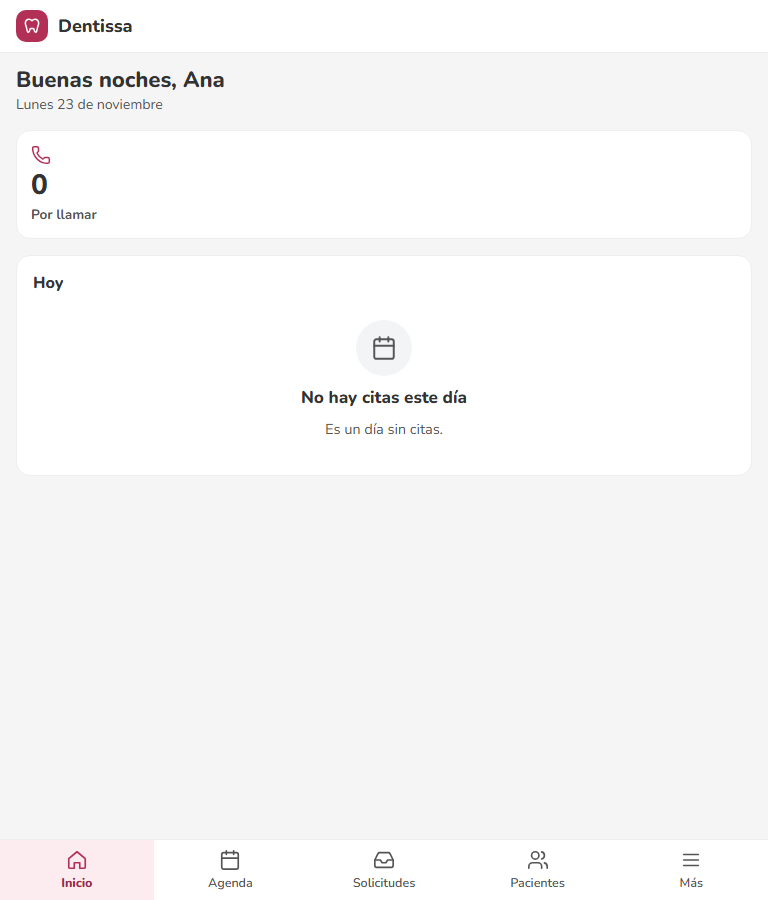 Dentissa
Buenas noches, Ana
Lunes 23 de noviembre
0
Por llamar
Hoy
No hay citas este día
Es un día sin citas.
Inicio
Agenda
Solicitudes
Pacientes
Más